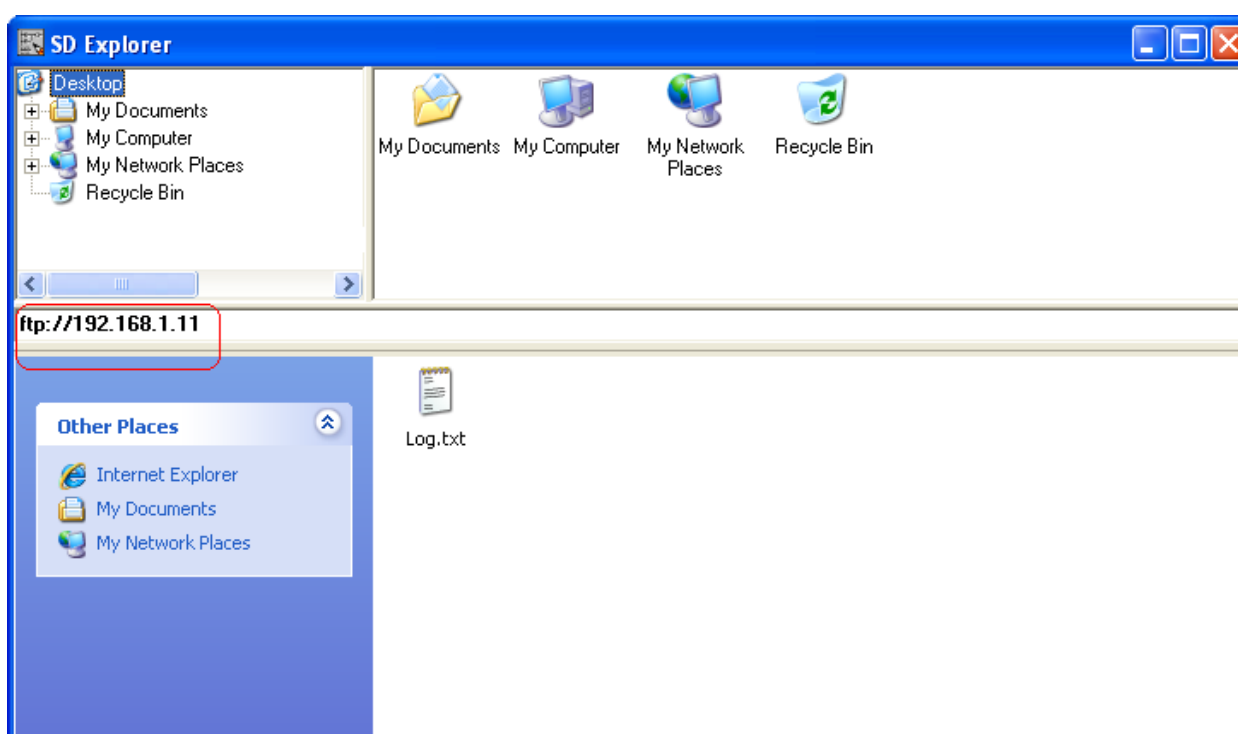 SD Explorer
Desktop
My Documents
My Computer
My Network Places
Recycle Bin
My Documents
My Computer
My Network
Places
Recycle Bin
ftp://192.168.1.11
Other Places
Internet Explorer
My Documents
My Network Places
Log.txt